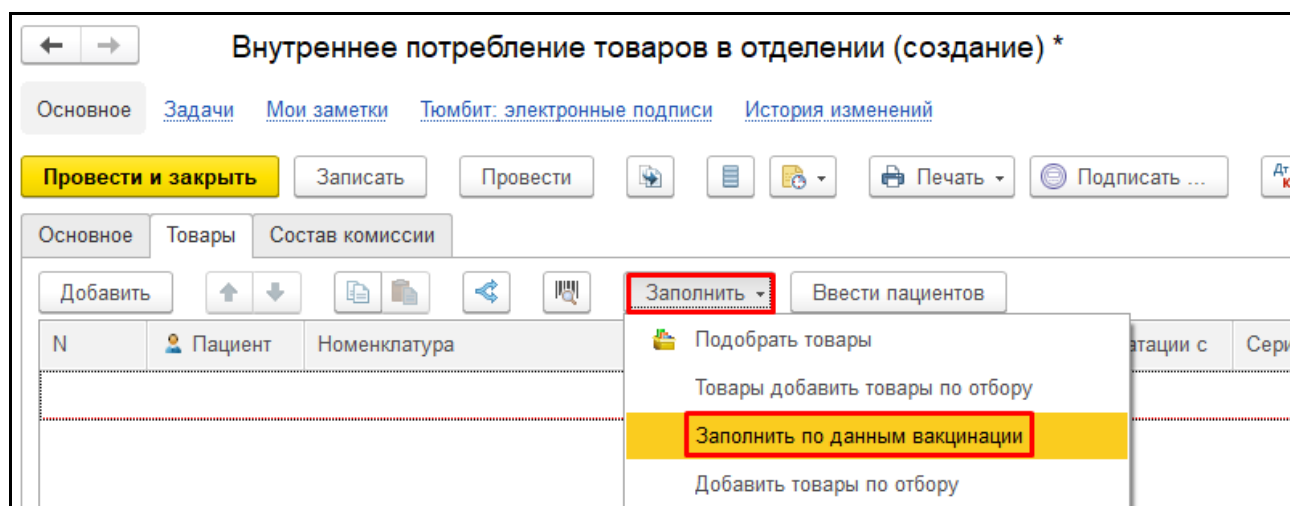 Внутреннее потребление товаров в отделении (создание) *
Основное Задачи Мои заметки Тюмбит: электронные подписи История изменений
Провести и закрыть Записать Провести Печать Подписать ...
Основное Товары Состав комиссии
Добавить Заполнить Ввести пациентов
N Пациент Номенклатура атации с Сери
Подобрать товары
Товары добавить товары по отбору
Заполнить по данным вакцинации
Добавить товары по отбору